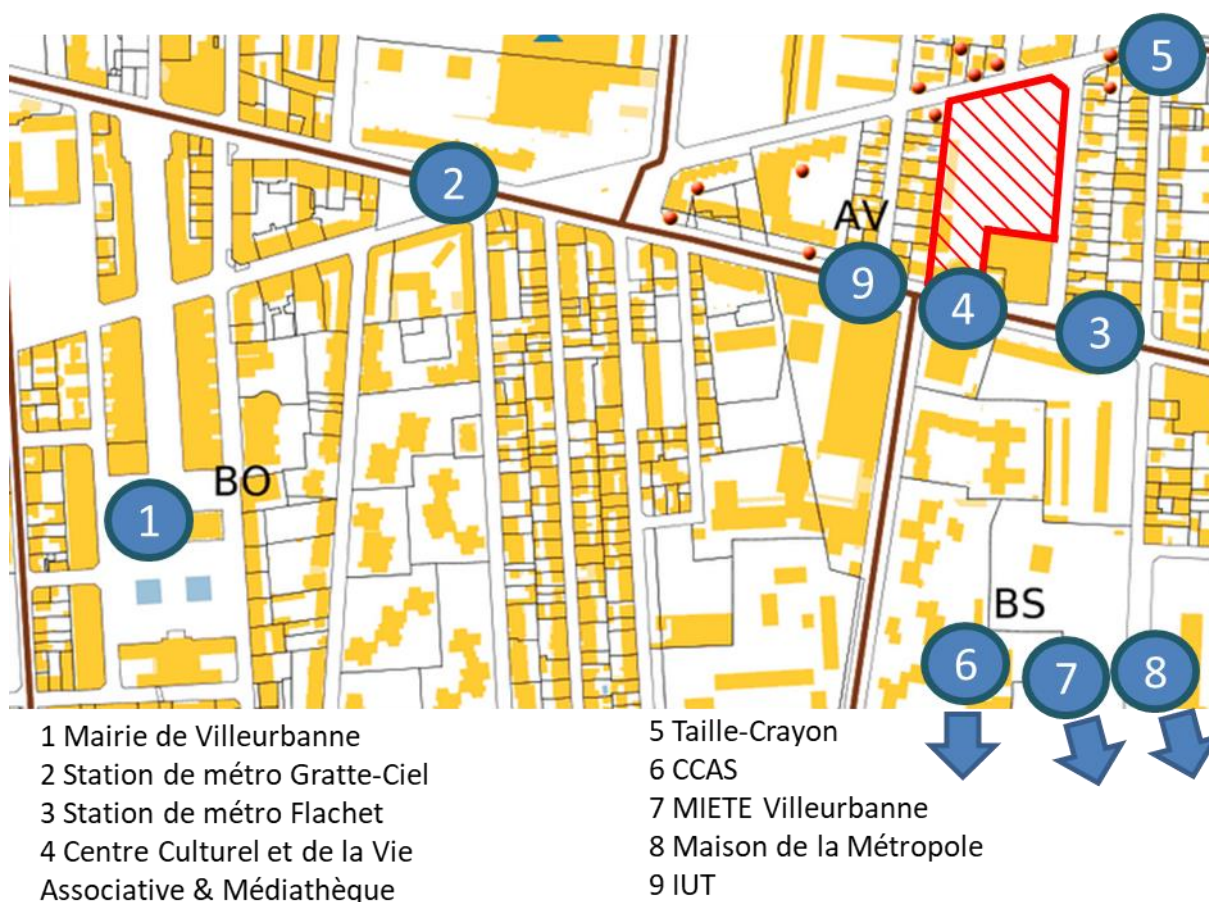 5
2
AV
9
4
3
BO
1
BS
6
7
8
1 Mairie de Villeurbanne
2 Station de métro Gratte-Ciel
3 Station de métro Flachet
4 Centre Culturel et de la Vie
Associative & Médiathèque
5 Taille-Crayon
6 CCAS
7 MIETE Villeurbanne
8 Maison de la Métropole
9 IUT